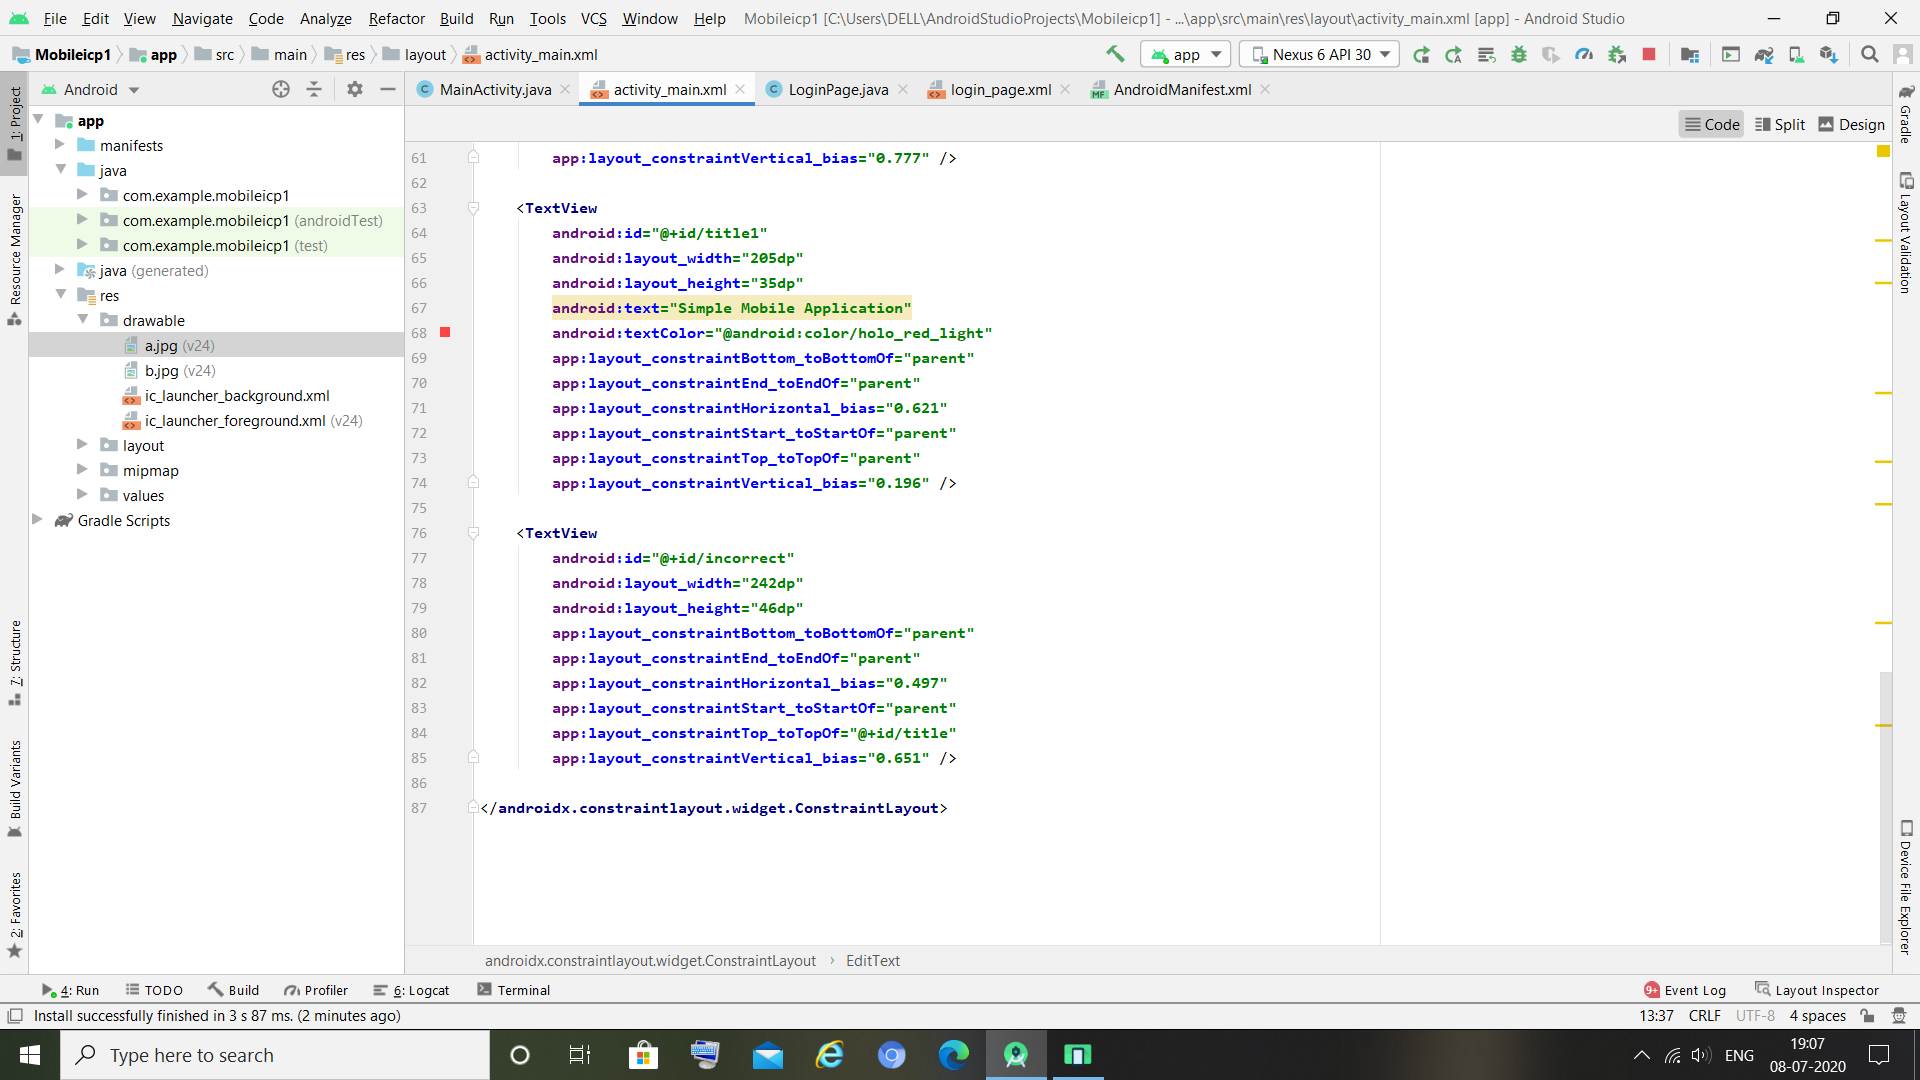 File Edit View Navigate Code Analyze Refactor Build Run Tools VCS Window Help Mobileicp1 [C:\Users\DELL\AndroidStudioProjects\Mobileicp1] - ...\app\src\main\res\layout\activity_main.xml [app] - Android Studio
Mobileicp1 app src main res layout activity_main.xml app Nexus 6 API 30
Android MainActivity.java activity_main.xml LoginPage.java login_page.xml AndroidManifest.xml
Code Split Design
1: Project
Resource Manager
7: Structure
Build Variants
2: Favorites
app
manifests
java
com.example.mobileicp1
com.example.mobileicp1 (androidTest)
com.example.mobileicp1 (test)
java (generated)
res
drawable
a.jpg (v24)
b.jpg (v24)
ic_launcher_background.xml
ic_launcher_foreground.xml (v24)
layout
mipmap
values
Gradle Scripts
61 app:layout_constraintVertical_bias="0.777" />
62
63 <TextView
64 android:id="@+id/title1"
65 android:layout_width="205dp"
66 android:layout_height="35dp"
67 android:text="Simple Mobile Application"
68 android:textColor="@android:color/holo_red_light"
69 app:layout_constraintBottom_toBottomOf="parent"
70 app:layout_constraintEnd_toEndOf="parent"
71 app:layout_constraintHorizontal_bias="0.621"
72 app:layout_constraintStart_toStartOf="parent"
73 app:layout_constraintTop_toTopOf="parent"
74 app:layout_constraintVertical_bias="0.196" />
75
76 <TextView
77 android:id="@+id/incorrect"
78 android:layout_width="242dp"
79 android:layout_height="46dp"
80 app:layout_constraintBottom_toBottomOf="parent"
81 app:layout_constraintEnd_toEndOf="parent"
82 app:layout_constraintHorizontal_bias="0.497"
83 app:layout_constraintStart_toStartOf="parent"
84 app:layout_constraintTop_toTopOf="@+id/title"
85 app:layout_constraintVertical_bias="0.651" />
86
87 </androidx.constraintlayout.widget.ConstraintLayout>
Gradle
Layout Validation
Device File Explorer
androidx.constraintlayout.widget.ConstraintLayout › EditText
4: Run TODO Build Profiler 6: Logcat Terminal 9+ Event Log Layout Inspector
Install successfully finished in 3 s 87 ms. (2 minutes ago) 13:37 CRLF UTF-8 4 spaces
Type here to search ENG 19:07
08-07-2020